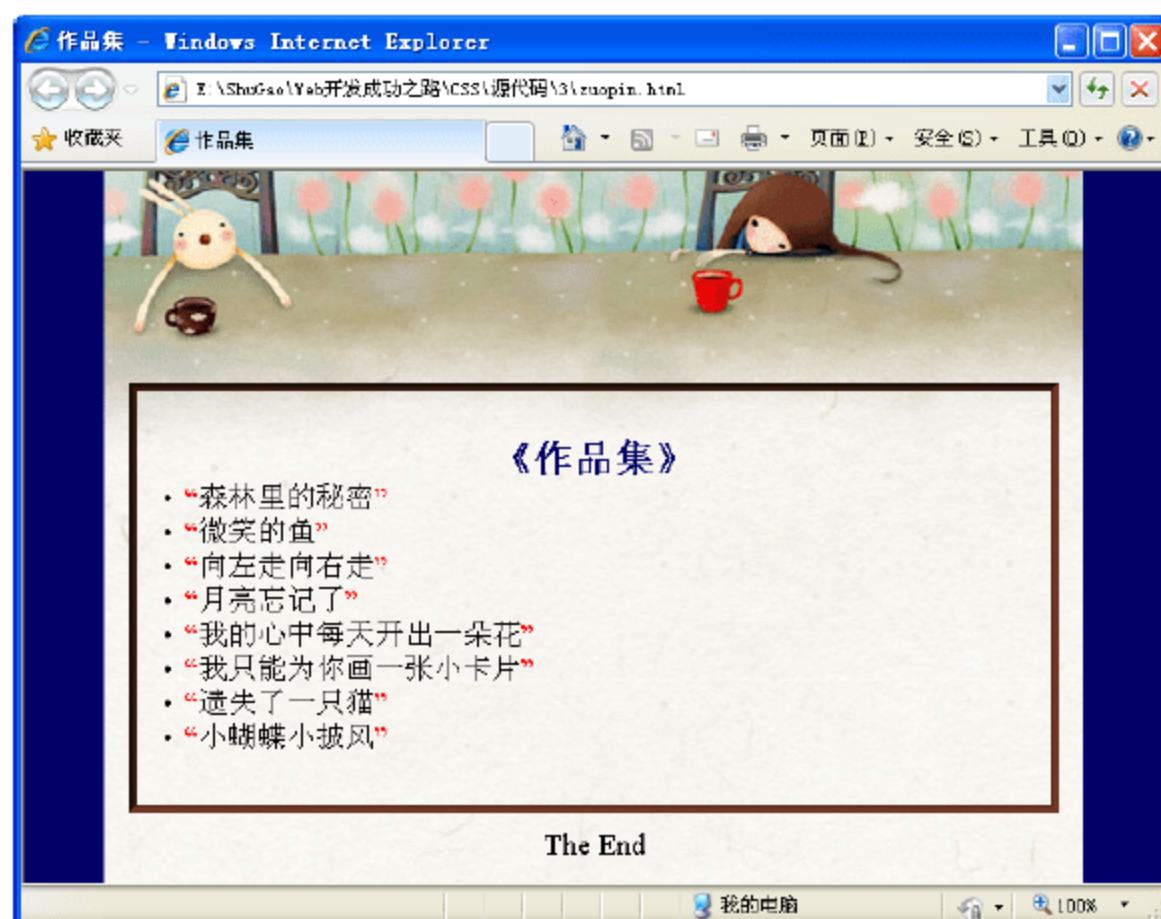 作品集 - Windows Internet Explorer
E:\ShuGao\Web开发成功之路\CSS\源代码\3\zuopin.html
收藏夹 作品集 页面(P) 安全(S) 工具(O)
《作品集》
• “森林里的秘密”
• “微笑的鱼”
• “向左走向右走”
• “月亮忘记了”
• “我的心中每天开出一朵花”
• “我只能为你画一张小卡片”
• “遗失了一只猫”
• “小蝴蝶小披风”
The End
我的电脑 100%